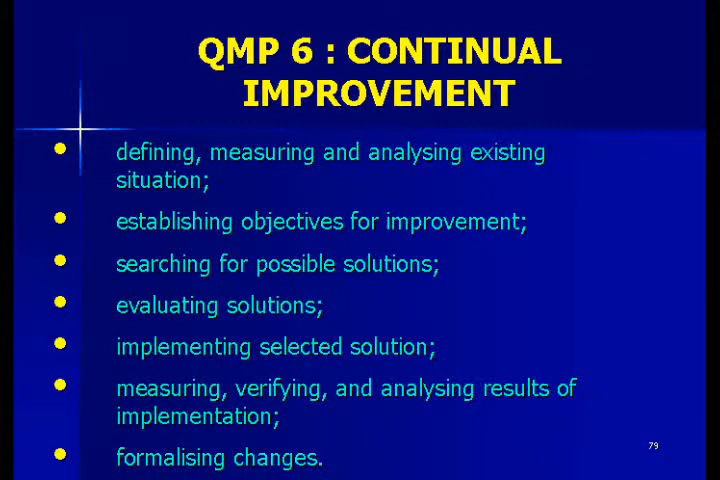 QMP 6 : CONTINUAL
IMPROVEMENT
defining, measuring and analysing existing
situation;
establishing objectives for improvement;
searching for possible solutions;
evaluating solutions;
implementing selected solution;
measuring, verifying, and analysing results of
implementation;
79
formalising changes.